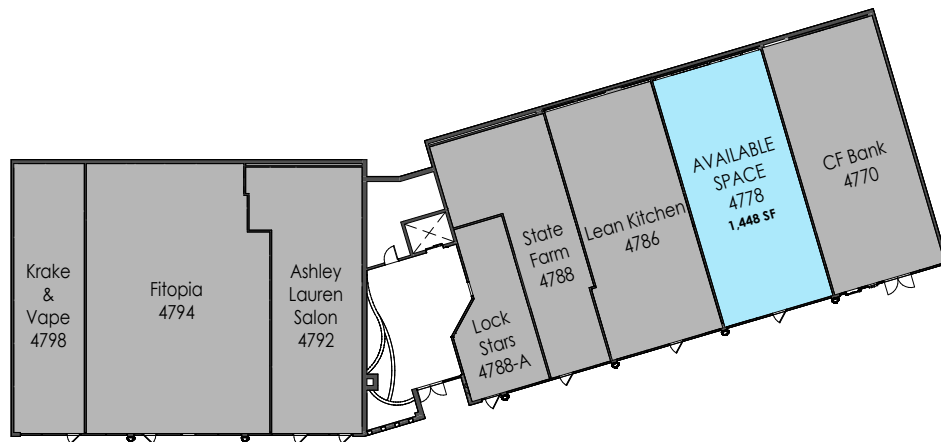 Krake
&
Vape
4798
Fitopia
4794
Ashley
Lauren
Salon
4792
Lock
Stars
4788-A
State
Farm
4788
Lean Kitchen
4786
AVAILABLE
SPACE
4778
1,448 SF
CF Bank
4770